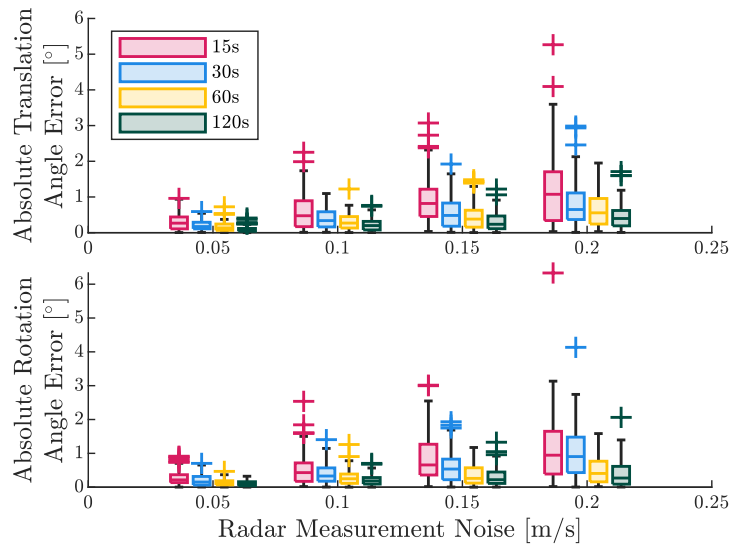 Absolute Translation
Angle Error [°]
6
5
4
3
2
1
0
15s
30s
60s
120s
0 0.05 0.1 0.15 0.2 0.25
Absolute Rotation
Angle Error [°]
6
5
4
3
2
1
0
0 0.05 0.1 0.15 0.2 0.25
Radar Measurement Noise [m/s]